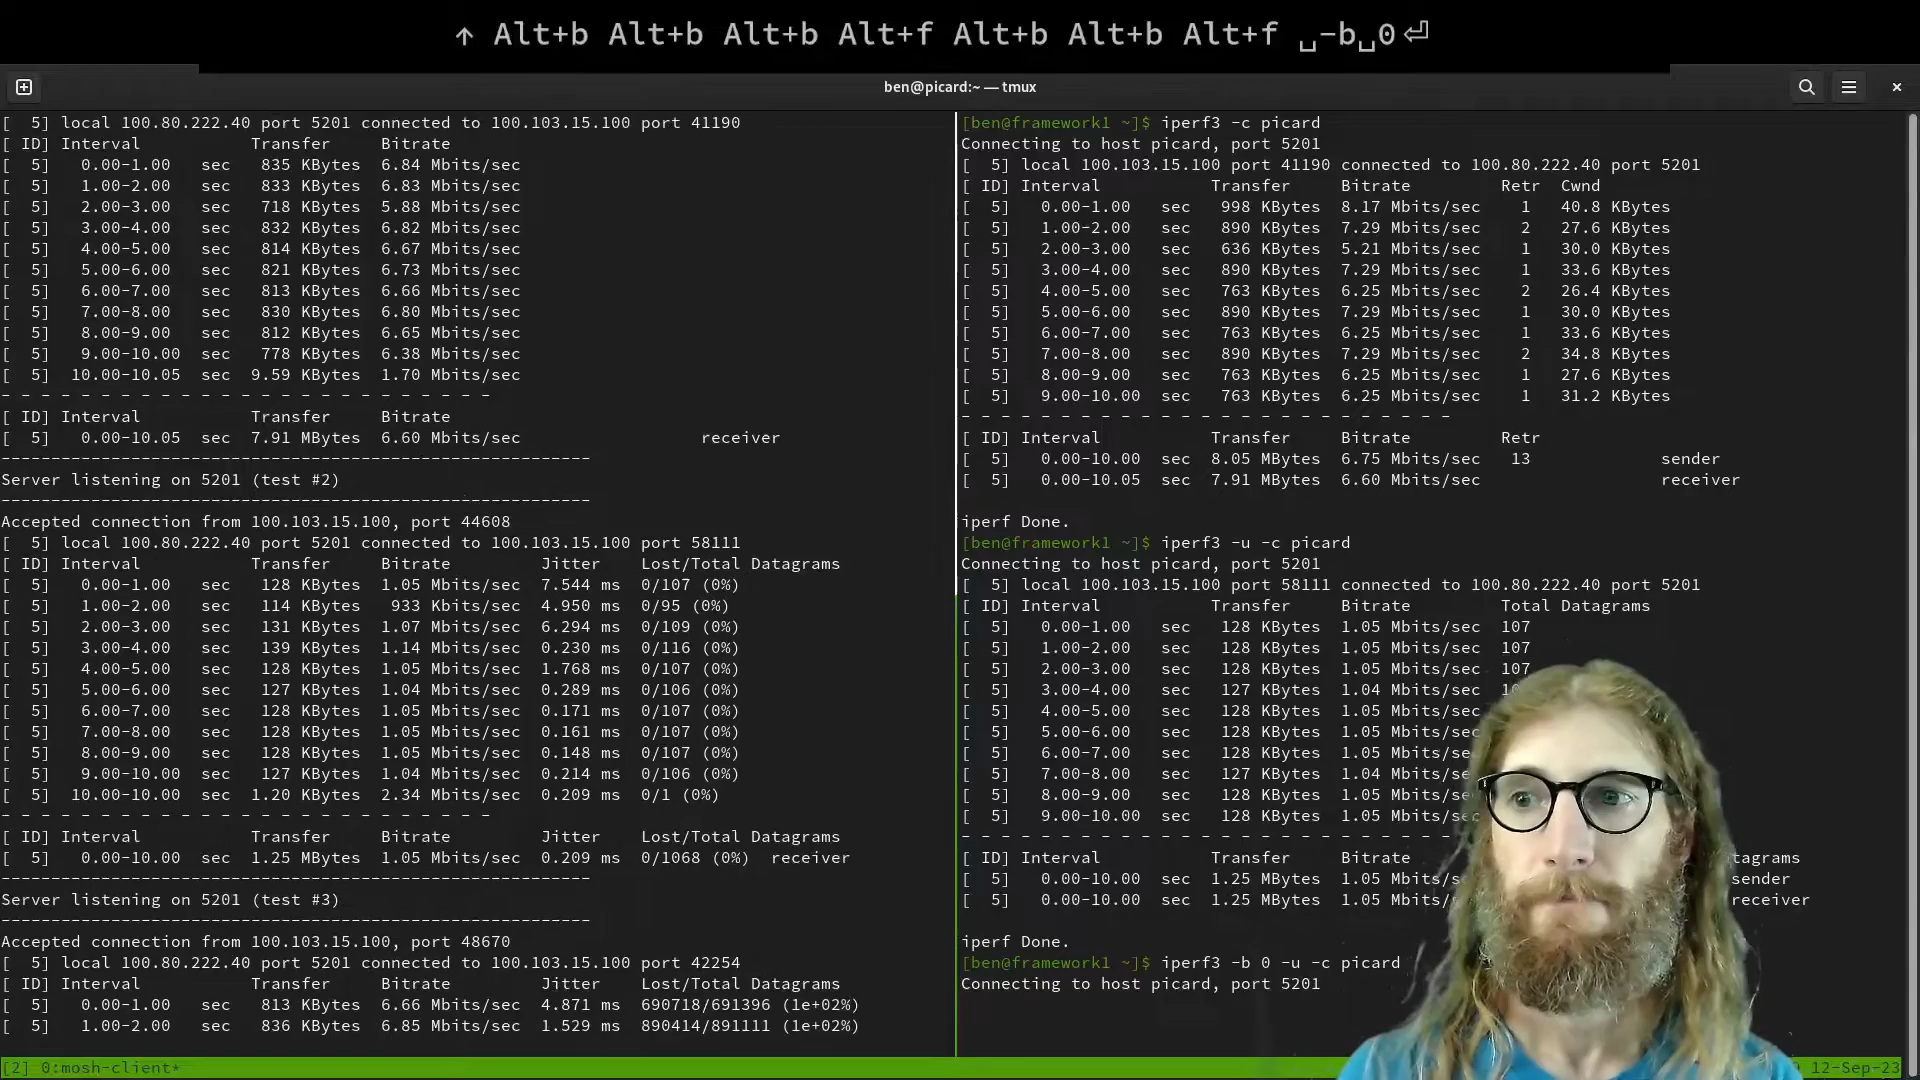 ↑ Alt+b Alt+b Alt+b Alt+f Alt+b Alt+b Alt+f ␣-b␣0⏎
ben@picard:~ — tmux
[  5] local 100.80.222.40 port 5201 connected to 100.103.15.100 port 41190
[ ID] Interval           Transfer     Bitrate
[  5]   0.00-1.00   sec   835 KBytes  6.84 Mbits/sec
[  5]   1.00-2.00   sec   833 KBytes  6.83 Mbits/sec
[  5]   2.00-3.00   sec   718 KBytes  5.88 Mbits/sec
[  5]   3.00-4.00   sec   832 KBytes  6.82 Mbits/sec
[  5]   4.00-5.00   sec   814 KBytes  6.67 Mbits/sec
[  5]   5.00-6.00   sec   821 KBytes  6.73 Mbits/sec
[  5]   6.00-7.00   sec   813 KBytes  6.66 Mbits/sec
[  5]   7.00-8.00   sec   830 KBytes  6.80 Mbits/sec
[  5]   8.00-9.00   sec   812 KBytes  6.65 Mbits/sec
[  5]   9.00-10.00  sec   778 KBytes  6.38 Mbits/sec
[  5]  10.00-10.05  sec  9.59 KBytes  1.70 Mbits/sec
- - - - - - - - - - - - - - - - - - - - - - - - -
[ ID] Interval           Transfer     Bitrate
[  5]   0.00-10.05  sec  7.91 MBytes  6.60 Mbits/sec                  receiver
-----------------------------------------------------------
Server listening on 5201 (test #2)
-----------------------------------------------------------
Accepted connection from 100.103.15.100, port 44608
[  5] local 100.80.222.40 port 5201 connected to 100.103.15.100 port 58111
[ ID] Interval           Transfer     Bitrate         Jitter    Lost/Total Datagrams
[  5]   0.00-1.00   sec   128 KBytes  1.05 Mbits/sec  7.544 ms  0/107 (0%)
[  5]   1.00-2.00   sec   114 KBytes   933 Kbits/sec  4.950 ms  0/95 (0%)
[  5]   2.00-3.00   sec   131 KBytes  1.07 Mbits/sec  6.294 ms  0/109 (0%)
[  5]   3.00-4.00   sec   139 KBytes  1.14 Mbits/sec  0.230 ms  0/116 (0%)
[  5]   4.00-5.00   sec   128 KBytes  1.05 Mbits/sec  1.768 ms  0/107 (0%)
[  5]   5.00-6.00   sec   127 KBytes  1.04 Mbits/sec  0.289 ms  0/106 (0%)
[  5]   6.00-7.00   sec   128 KBytes  1.05 Mbits/sec  0.171 ms  0/107 (0%)
[  5]   7.00-8.00   sec   128 KBytes  1.05 Mbits/sec  0.161 ms  0/107 (0%)
[  5]   8.00-9.00   sec   128 KBytes  1.05 Mbits/sec  0.148 ms  0/107 (0%)
[  5]   9.00-10.00  sec   127 KBytes  1.04 Mbits/sec  0.214 ms  0/106 (0%)
[  5]  10.00-10.00  sec  1.20 KBytes  2.34 Mbits/sec  0.209 ms  0/1 (0%)
- - - - - - - - - - - - - - - - - - - - - - - - -
[ ID] Interval           Transfer     Bitrate         Jitter    Lost/Total Datagrams
[  5]   0.00-10.00  sec  1.25 MBytes  1.05 Mbits/sec  0.209 ms  0/1068 (0%)  receiver
-----------------------------------------------------------
Server listening on 5201 (test #3)
-----------------------------------------------------------
Accepted connection from 100.103.15.100, port 48670
[  5] local 100.80.222.40 port 5201 connected to 100.103.15.100 port 42254
[ ID] Interval           Transfer     Bitrate         Jitter    Lost/Total Datagrams
[  5]   0.00-1.00   sec   813 KBytes  6.66 Mbits/sec  4.871 ms  690718/691396 (1e+02%)
[  5]   1.00-2.00   sec   836 KBytes  6.85 Mbits/sec  1.529 ms  890414/891111 (1e+02%)
[ben@framework1 ~]$ iperf3 -c picard
Connecting to host picard, port 5201
[  5] local 100.103.15.100 port 41190 connected to 100.80.222.40 port 5201
[ ID] Interval           Transfer     Bitrate         Retr  Cwnd
[  5]   0.00-1.00   sec   998 KBytes  8.17 Mbits/sec    1   40.8 KBytes
[  5]   1.00-2.00   sec   890 KBytes  7.29 Mbits/sec    2   27.6 KBytes
[  5]   2.00-3.00   sec   636 KBytes  5.21 Mbits/sec    1   30.0 KBytes
[  5]   3.00-4.00   sec   890 KBytes  7.29 Mbits/sec    1   33.6 KBytes
[  5]   4.00-5.00   sec   763 KBytes  6.25 Mbits/sec    2   26.4 KBytes
[  5]   5.00-6.00   sec   890 KBytes  7.29 Mbits/sec    1   30.0 KBytes
[  5]   6.00-7.00   sec   763 KBytes  6.25 Mbits/sec    1   33.6 KBytes
[  5]   7.00-8.00   sec   890 KBytes  7.29 Mbits/sec    2   34.8 KBytes
[  5]   8.00-9.00   sec   763 KBytes  6.25 Mbits/sec    1   27.6 KBytes
[  5]   9.00-10.00  sec   763 KBytes  6.25 Mbits/sec    1   31.2 KBytes
- - - - - - - - - - - - - - - - - - - - - - - - -
[ ID] Interval           Transfer     Bitrate         Retr
[  5]   0.00-10.00  sec  8.05 MBytes  6.75 Mbits/sec   13             sender
[  5]   0.00-10.05  sec  7.91 MBytes  6.60 Mbits/sec                  receiver
iperf Done.
[ben@framework1 ~]$ iperf3 -u -c picard
Connecting to host picard, port 5201
[  5] local 100.103.15.100 port 58111 connected to 100.80.222.40 port 5201
[ ID] Interval           Transfer     Bitrate         Total Datagrams
[  5]   0.00-1.00   sec   128 KBytes  1.05 Mbits/sec  107
[  5]   1.00-2.00   sec   128 KBytes  1.05 Mbits/sec  107
[  5]   2.00-3.00   sec   128 KBytes  1.05 Mbits/sec  107
[  5]   3.00-4.00   sec   127 KBytes  1.04 Mbits/sec
[  5]   4.00-5.00   sec   128 KBytes  1.05 Mbits/sec
[  5]   5.00-6.00   sec   128 KBytes  1.05 Mbits/sec
[  5]   6.00-7.00   sec   128 KBytes  1.05 Mbits/sec
[  5]   7.00-8.00   sec   127 KBytes  1.04
[  5]   8.00-9.00   sec   128 KBytes  1.05
[  5]   9.00-10.00  sec   128 KBytes  1.05
- - - - - - - - - - - - - - - - - - - - - - - - -
[ ID] Interval           Transfer     Bitrate         tagrams
[  5]   0.00-10.00  sec  1.25 MBytes  1.05 sender
[  5]   0.00-10.00  sec  1.25 MBytes  1.05 receiver
iperf Done.
[ben@framework1 ~]$ iperf3 -b 0 -u -c picard
Connecting to host picard, port 5201
[2] 0:mosh-client* 12-Sep-23